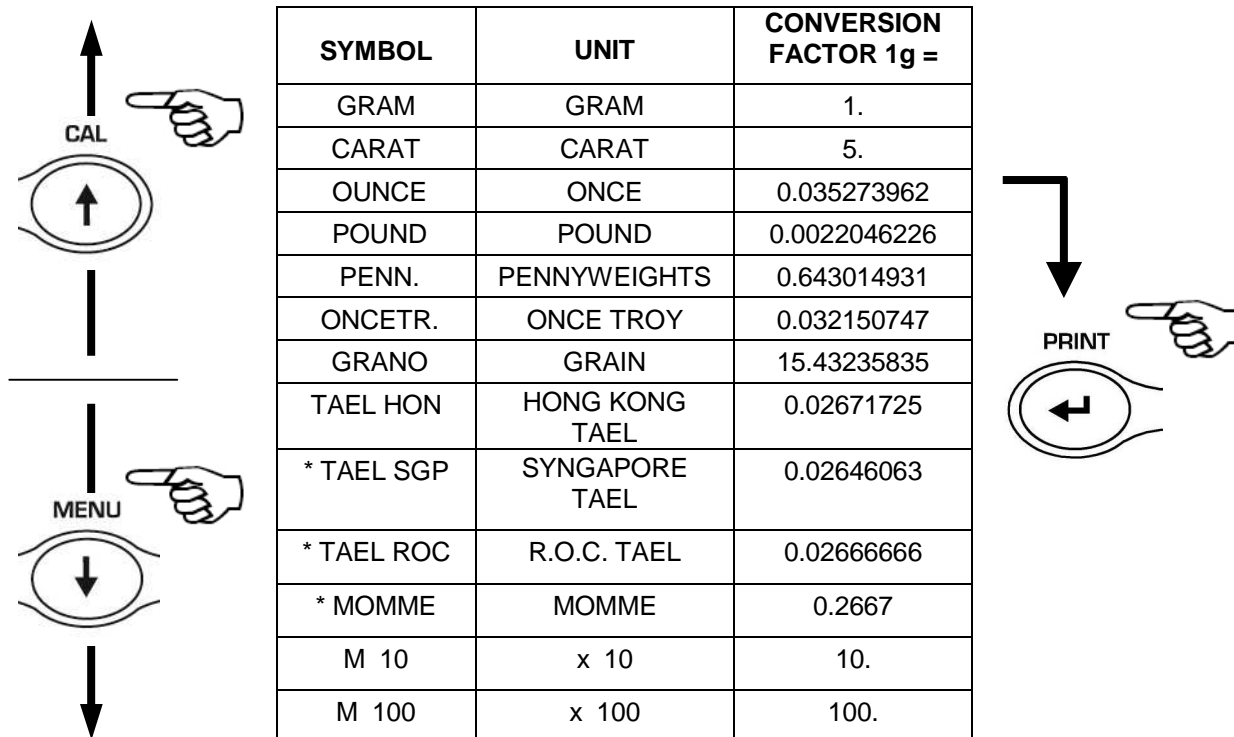 CAL
MENU
SYMBOL UNIT CONVERSION FACTOR 1g =
GRAM GRAM 1.
CARAT CARAT 5.
OUNCE ONCE 0.035273962
POUND POUND 0.0022046226
PENN. PENNYWEIGHTS 0.643014931
ONCETR. ONCE TROY 0.032150747
GRANO GRAIN 15.43235835
TAEL HON HONG KONG TAEL 0.02671725
* TAEL SGP SYNGAPORE TAEL 0.02646063
* TAEL ROC R.O.C. TAEL 0.02666666
* MOMME MOMME 0.2667
M 10 x 10 10.
M 100 x 100 100.
PRINT